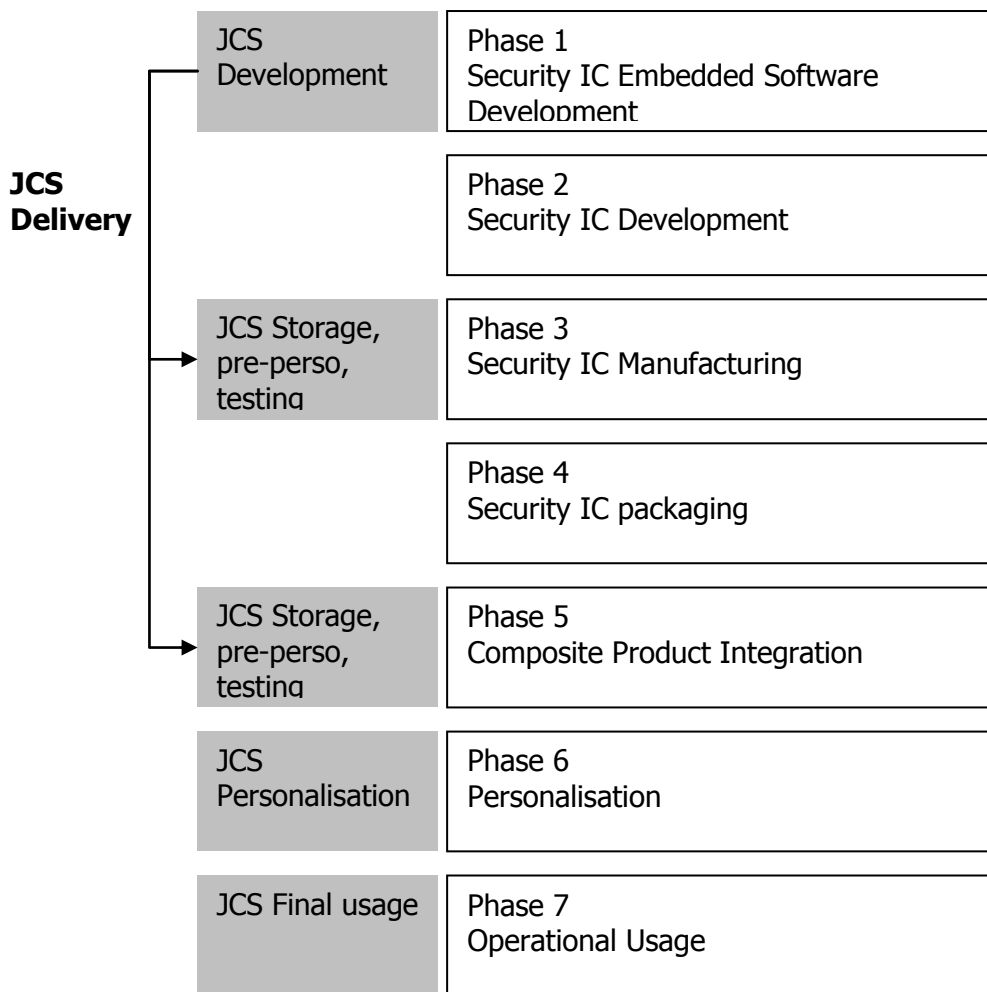 JCS
Development
Phase 1
Security IC Embedded Software
Development
JCS
Delivery
Phase 2
Security IC Development
JCS Storage,
pre-perso,
testing
Phase 3
Security IC Manufacturing
Phase 4
Security IC packaging
JCS Storage,
pre-perso,
testing
Phase 5
Composite Product Integration
JCS
Personalisation
Phase 6
Personalisation
JCS Final usage
Phase 7
Operational Usage